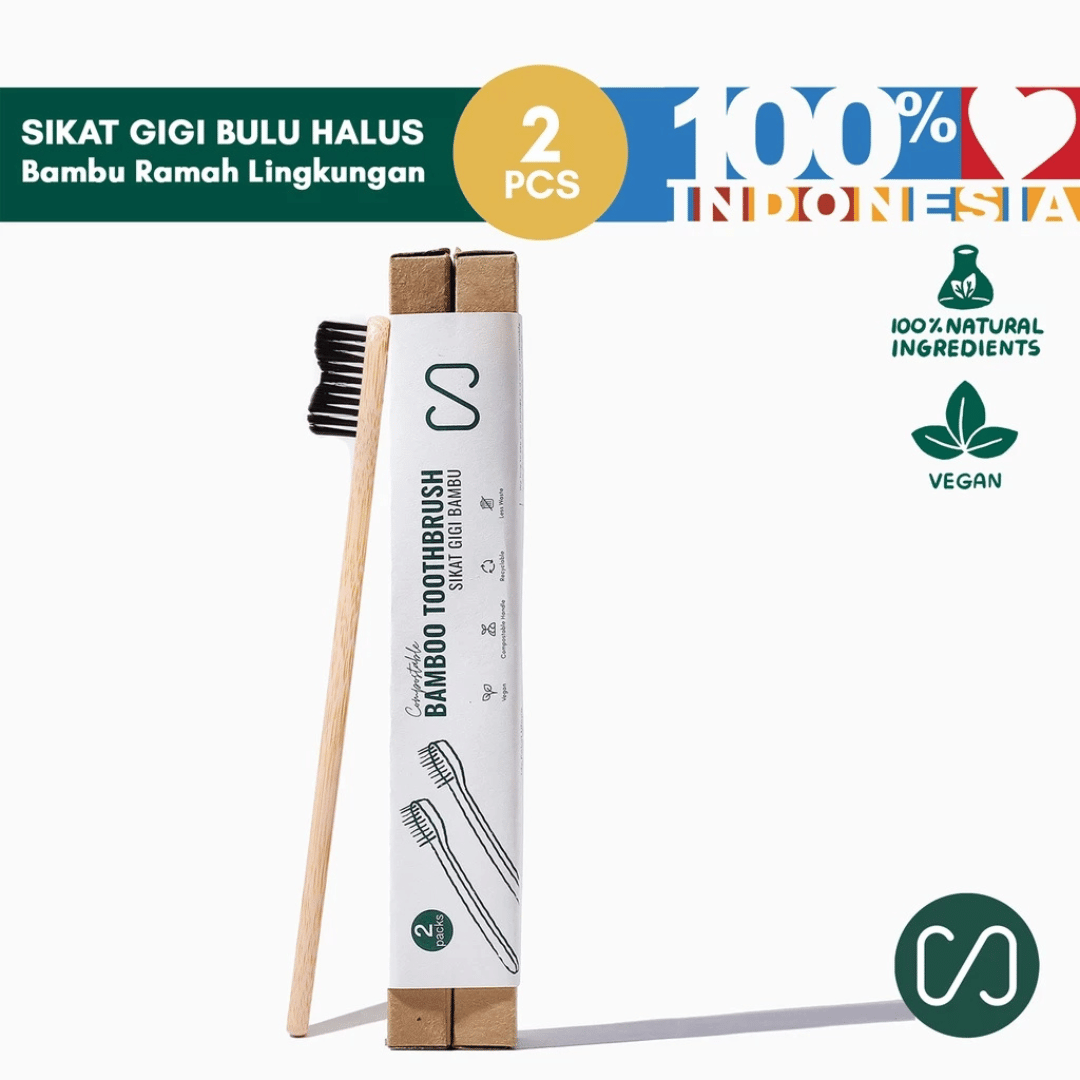 SIKAT GIGI BULU HALUS
Bambu Ramah Lingkungan
2
PCS
100%
INDONESIA
100% NATURAL
INGREDIENTS
VEGAN
Compostable
BAMBOO TOOTHBRUSH
SIKAT GIGI BAMBU
Vegan
Compostable Handle
Recyclable
Less Waste
2
packs